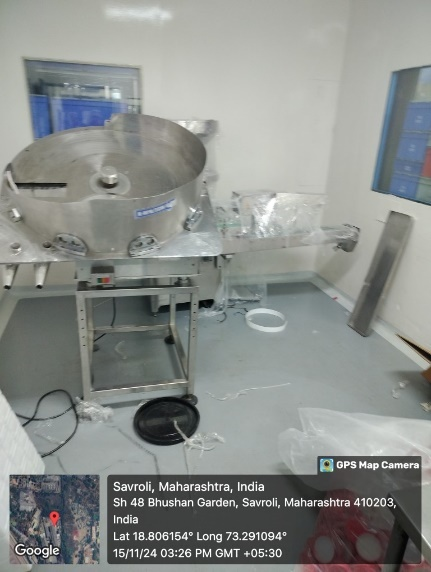 GPS Map Camera
Savroli, Maharashtra, India
Sh 48 Bhushan Garden, Savroli, Maharashtra 410203,
India
Lat 18.806154° Long 73.291094°
15/11/24 03:26 PM GMT +05:30
Google